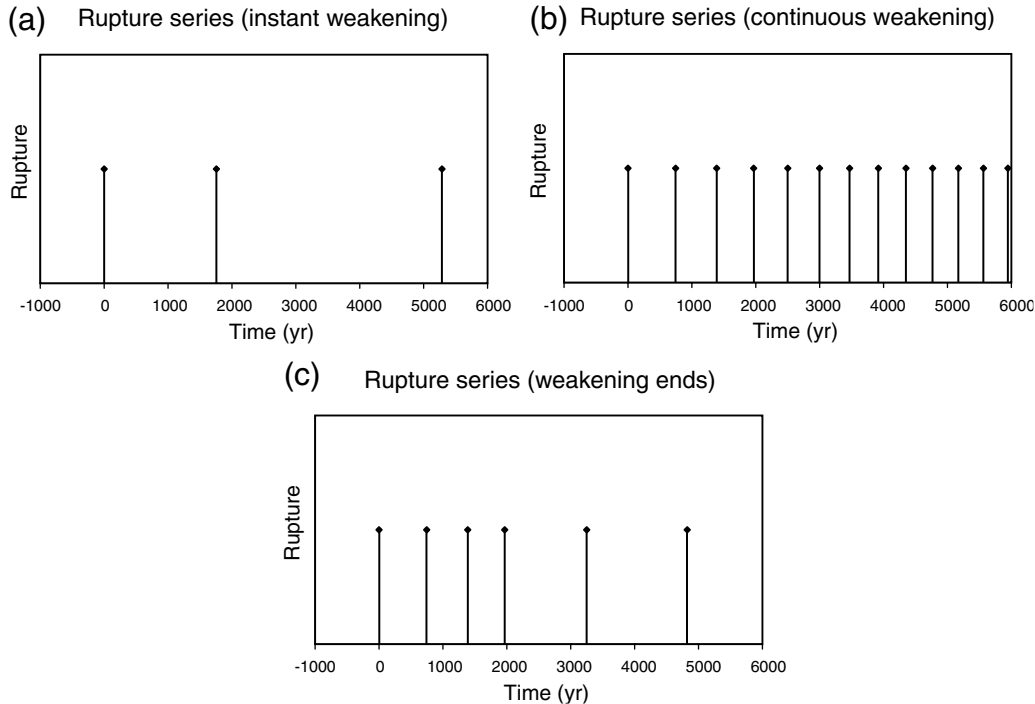 (a) Rupture series (instant weakening)
Rupture
-1000 0 1000 2000 3000 4000 5000 6000
Time (yr)
(b) Rupture series (continuous weakening)
Rupture
-1000 0 1000 2000 3000 4000 5000 6000
Time (yr)
(c) Rupture series (weakening ends)
Rupture
-1000 0 1000 2000 3000 4000 5000 6000
Time (yr)